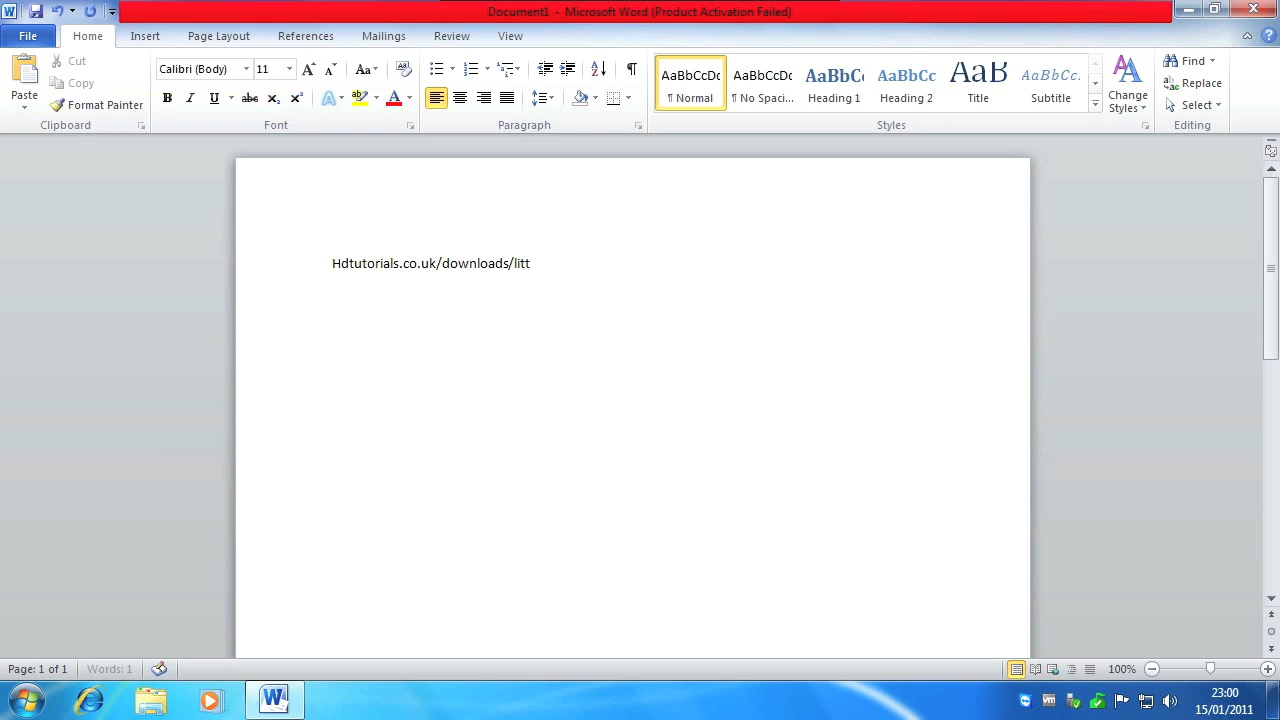 Document1 - Microsoft Word (Product Activation Failed)
File Home Insert Page Layout References Mailings Review View
Paste
Cut
Copy
Format Painter
Clipboard
Calibri (Body) 11
Font
Paragraph
AaBbCcDc AaBbCcDc AaBbCc AaBbCc AaB AaBbCc.
¶ Normal ¶ No Spaci... Heading 1 Heading 2 Title Subtitle
Change Styles
Styles
Find
Replace
Select
Editing
Hdtutorials.co.uk/downloads/litt
Page: 1 of 1 Words: 1 100%
23:00
15/01/2011